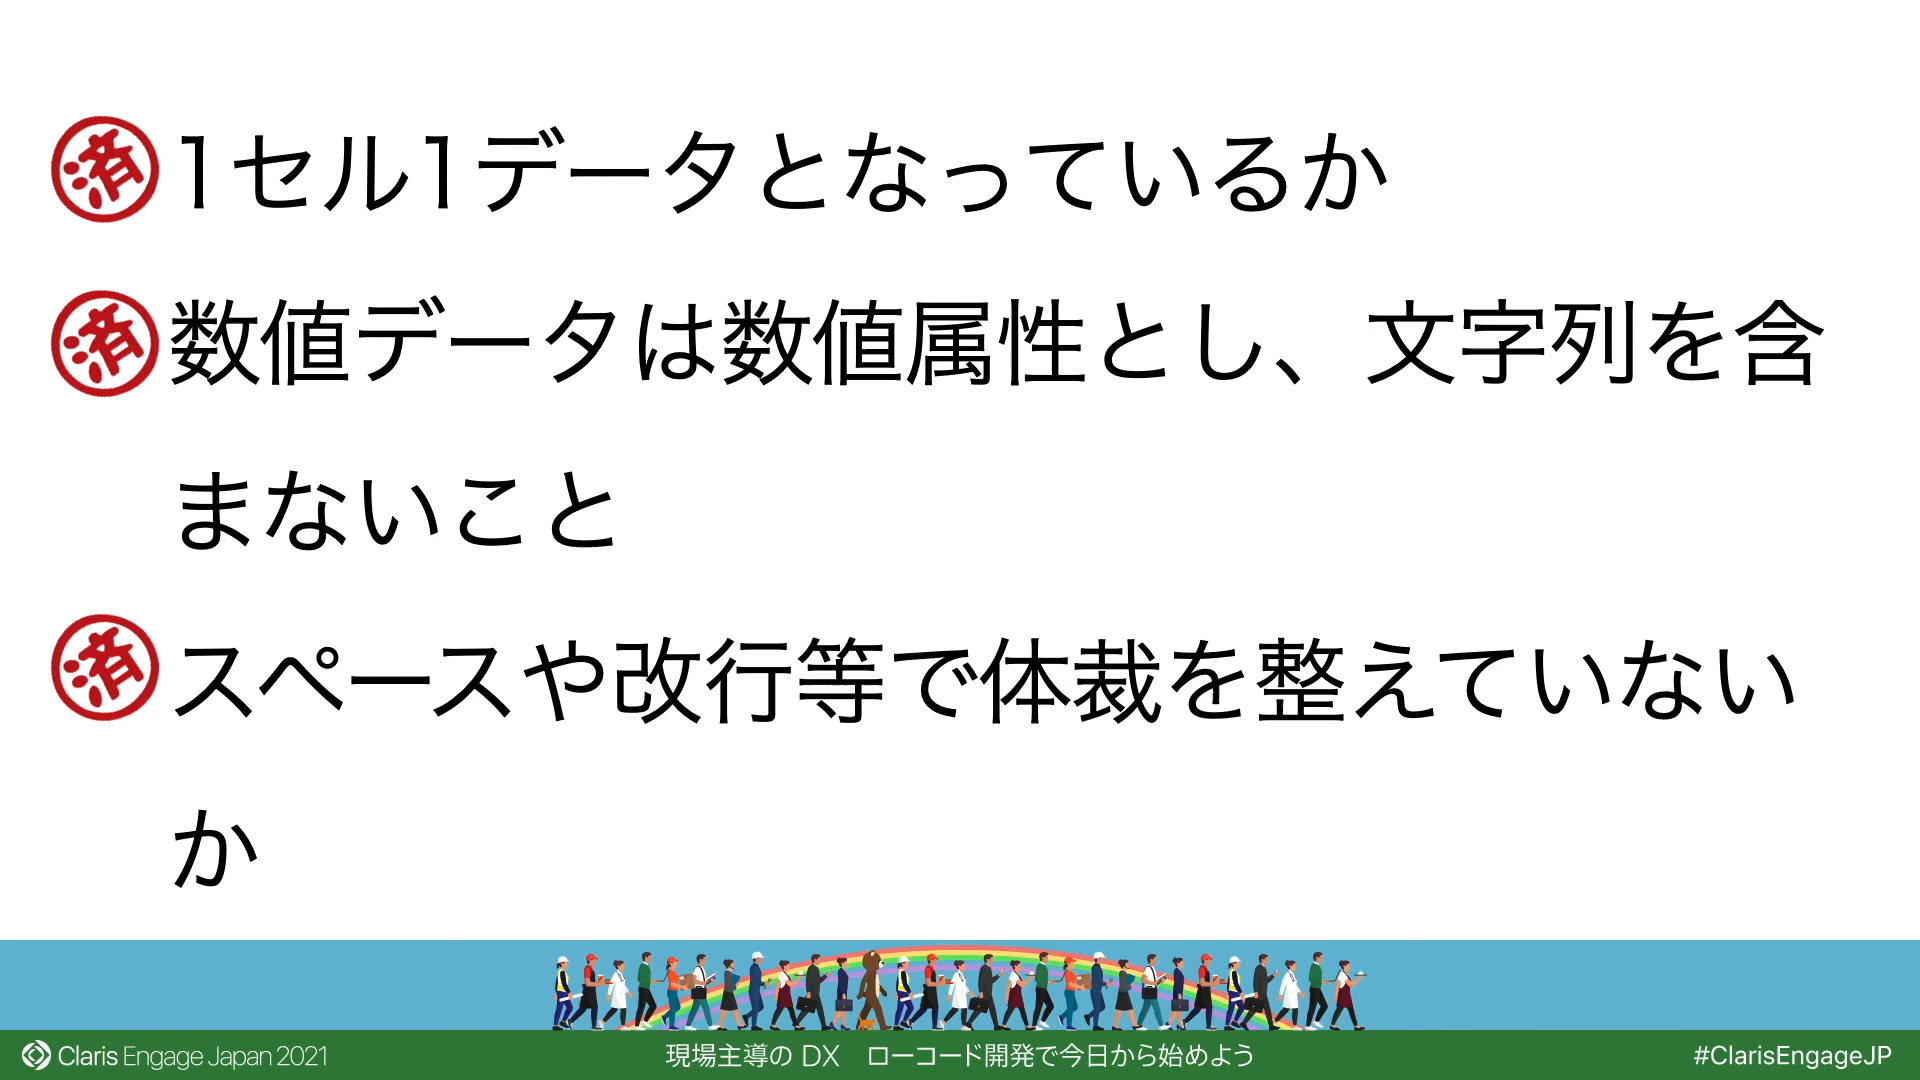 済 1セル1データとなっているか
済 数値データは数値属性とし、文字列を含
まないこと
済 スペースや改行等で体裁を整えていない
か
Claris Engage Japan 2021
現場主導の DX　ローコード開発で今日から始めよう
#ClarisEngageJP